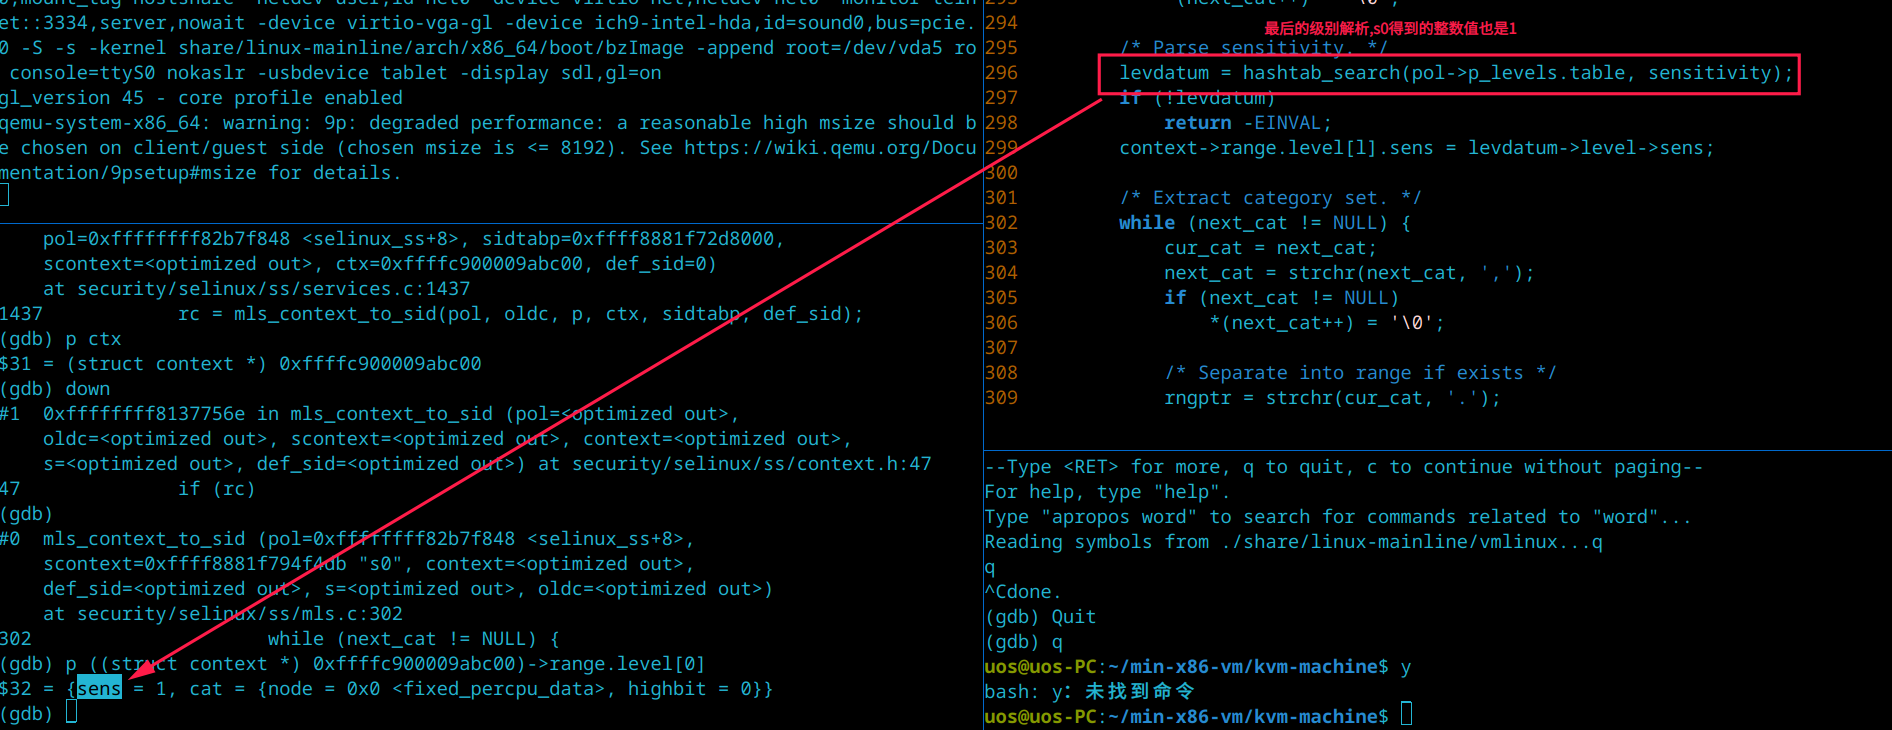 0,mount_tag hostshare -netdev user,id=net0 -device virtio-net,netdev=net0 -monitor teln
et::3334,server,nowait -device virtio-vga-gl -device ich9-intel-hda,id=sound0,bus=pcie.
0 -S -s -kernel share/linux-mainline/arch/x86_64/boot/bzImage -append root=/dev/vda5 ro
 console=ttyS0 nokaslr -usbdevice tablet -display sdl,gl=on
gl_version 45 - core profile enabled
qemu-system-x86_64: warning: 9p: degraded performance: a reasonable high msize should b
e chosen on client/guest side (chosen msize is <= 8192). See https://wiki.qemu.org/Docu
mentation/9psetup#msize for details.
pol=0xffffffff82b7f848 <selinux_ss+8>, sidtabp=0xffff8881f72d8000,
scontext=<optimized out>, ctx=0xffffc900009abc00, def_sid=0)
at security/selinux/ss/services.c:1437
1437 rc = mls_context_to_sid(pol, oldc, p, ctx, sidtabp, def_sid);
(gdb) p ctx
$31 = (struct context *) 0xffffc900009abc00
(gdb) down
#1  0xffffffff8137756e in mls_context_to_sid (pol=<optimized out>,
oldc=<optimized out>, scontext=<optimized out>, context=<optimized out>,
s=<optimized out>, def_sid=<optimized out>) at security/selinux/ss/context.h:47
47 if (rc)
(gdb)
#0  mls_context_to_sid (pol=0xffffffff82b7f848 <selinux_ss+8>,
scontext=0xffff8881f794f4db "s0", context=<optimized out>,
def_sid=<optimized out>, s=<optimized out>, oldc=<optimized out>)
at security/selinux/ss/mls.c:302
302 while (next_cat != NULL) {
(gdb) p ((struct context *) 0xffffc900009abc00)->range.level[0]
$32 = {sens = 1, cat = {node = 0x0 <fixed_percpu_data>, highbit = 0}}
(gdb)
293 *(next_cat++) = '\0';
294
最后的级别解析,s0得到的整数值也是1
295 /* Parse sensitivity. */
296 levdatum = hashtab_search(pol->p_levels.table, sensitivity);
297 if (!levdatum)
298 return -EINVAL;
299 context->range.level[l].sens = levdatum->level->sens;
300
301 /* Extract category set. */
302 while (next_cat != NULL) {
303 cur_cat = next_cat;
304 next_cat = strchr(next_cat, ',');
305 if (next_cat != NULL)
306 *(next_cat++) = '\0';
307
308 /* Separate into range if exists */
309 rngptr = strchr(cur_cat, '.');
--Type <RET> for more, q to quit, c to continue without paging--
For help, type "help".
Type "apropos word" to search for commands related to "word"...
Reading symbols from ./share/linux-mainline/vmlinux...q
q
^Cdone.
(gdb) Quit
(gdb) q
uos@uos-PC:~/min-x86-vm/kvm-machine$ y
bash: y：未找到命令
uos@uos-PC:~/min-x86-vm/kvm-machine$